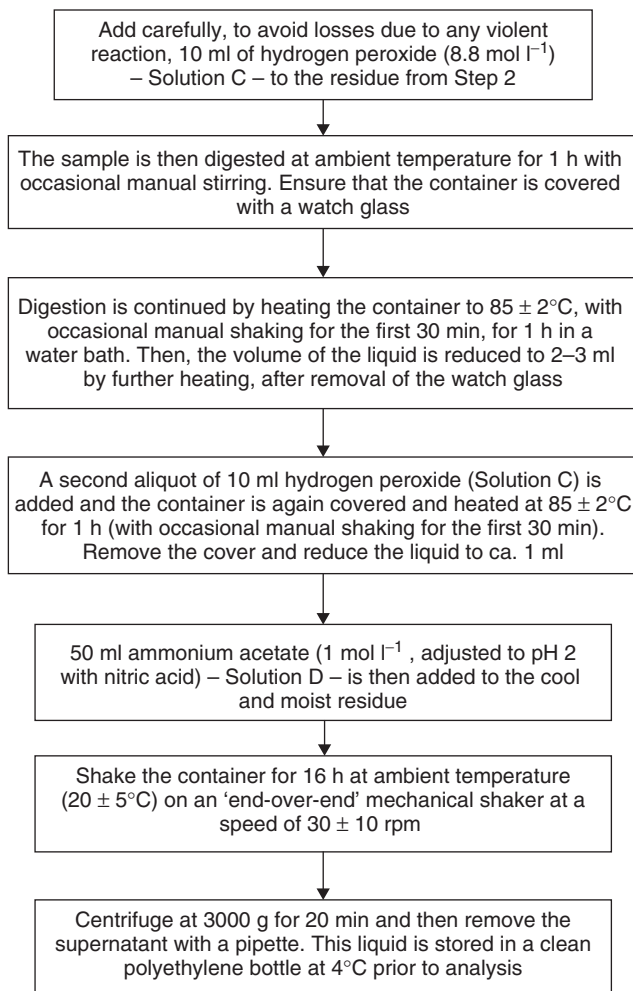 Add carefully, to avoid losses due to any violent
reaction, 10 ml of hydrogen peroxide (8.8 mol l⁻¹)
– Solution C – to the residue from Step 2
The sample is then digested at ambient temperature for 1 h with
occasional manual stirring. Ensure that the container is covered
with a watch glass
Digestion is continued by heating the container to 85 ± 2°C, with
occasional manual shaking for the first 30 min, for 1 h in a
water bath. Then, the volume of the liquid is reduced to 2–3 ml
by further heating, after removal of the watch glass
A second aliquot of 10 ml hydrogen peroxide (Solution C) is
added and the container is again covered and heated at 85 ± 2°C
for 1 h (with occasional manual shaking for the first 30 min).
Remove the cover and reduce the liquid to ca. 1 ml
50 ml ammonium acetate (1 mol l⁻¹ , adjusted to pH 2
with nitric acid) – Solution D – is then added to the cool
and moist residue
Shake the container for 16 h at ambient temperature
(20 ± 5°C) on an ‘end-over-end’ mechanical shaker at a
speed of 30 ± 10 rpm
Centrifuge at 3000 g for 20 min and then remove the
supernatant with a pipette. This liquid is stored in a clean
polyethylene bottle at 4°C prior to analysis